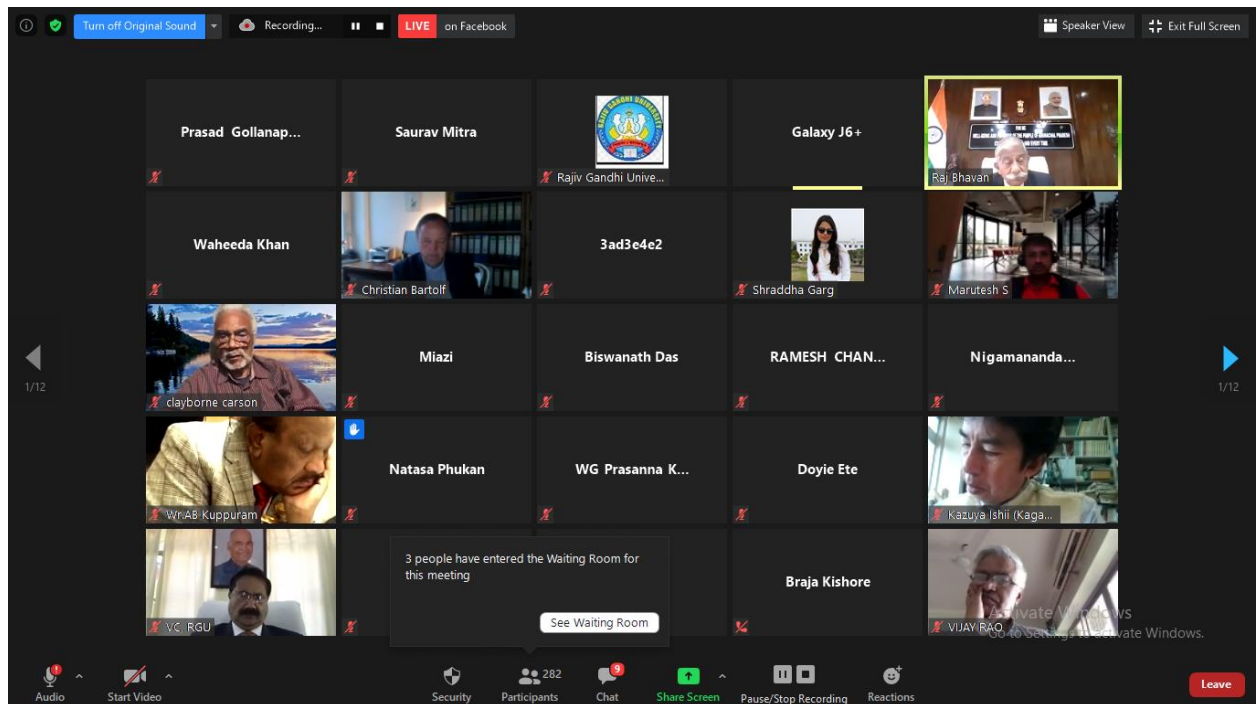 Turn off Original Sound
Recording...
LIVE on Facebook
Speaker View
Exit Full Screen
Prasad Gollanap...
Saurav Mitra
RAJIV GANDHI UNIVERSITY
Rajiv Gandhi Unive...
Galaxy J6+
Raj Bhavan
Waheeda Khan
Christian Bartolf
3ad3e4e2
Shraddha Garg
Marutesh S
1/12
clayborne carson
Miazi
Biswanath Das
RAMESH CHAN...
Nigamananda...
1/12
Wr.AB Kuppuram
Natasa Phukan
WG Prasanna K...
Doyie Ete
Kazuya Ishii (Kaga...
VC, RGU
3 people have entered the Waiting Room for
this meeting
See Waiting Room
Braja Kishore
VIJAY RAO
Activate Windows
Go to Settings to activate Windows.
Audio
Start Video
Security
282
Participants
9
Chat
Share Screen
Pause/Stop Recording
Reactions
Leave